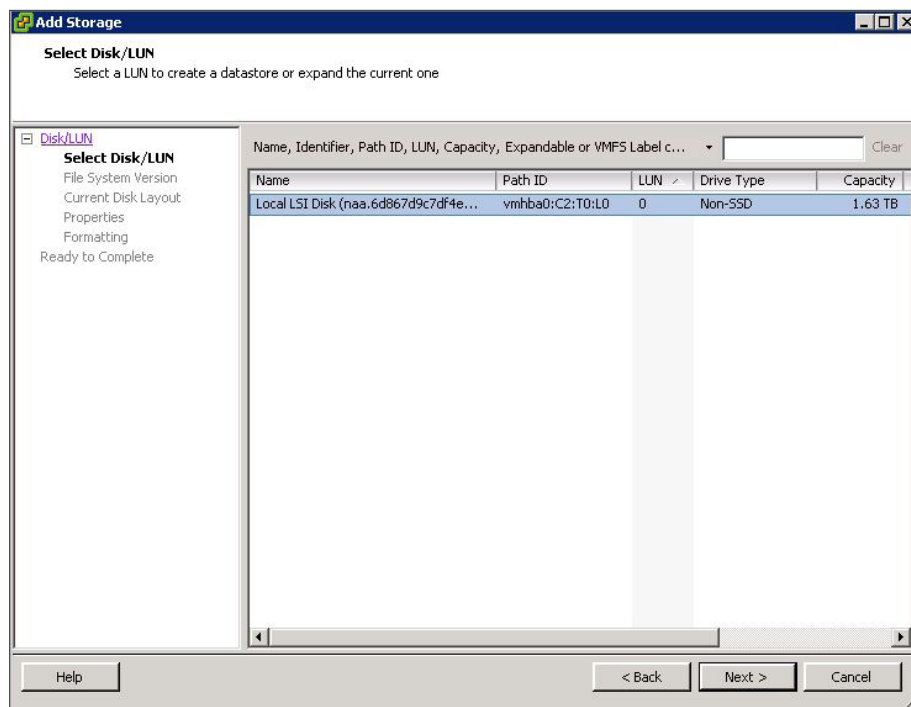 Add Storage
Select Disk/LUN
Select a LUN to create a datastore or expand the current one
Disk/LUN
Select Disk/LUN
File System Version
Current Disk Layout
Properties
Formatting
Ready to Complete
Name, Identifier, Path ID, LUN, Capacity, Expandable or VMFS Label c... Clear
Name Path ID LUN Drive Type Capacity
Local LSI Disk (naa.6d867d9c7df4e... vmhba0:C2:T0:L0 0 Non-SSD 1.63 TB
Help < Back Next > Cancel